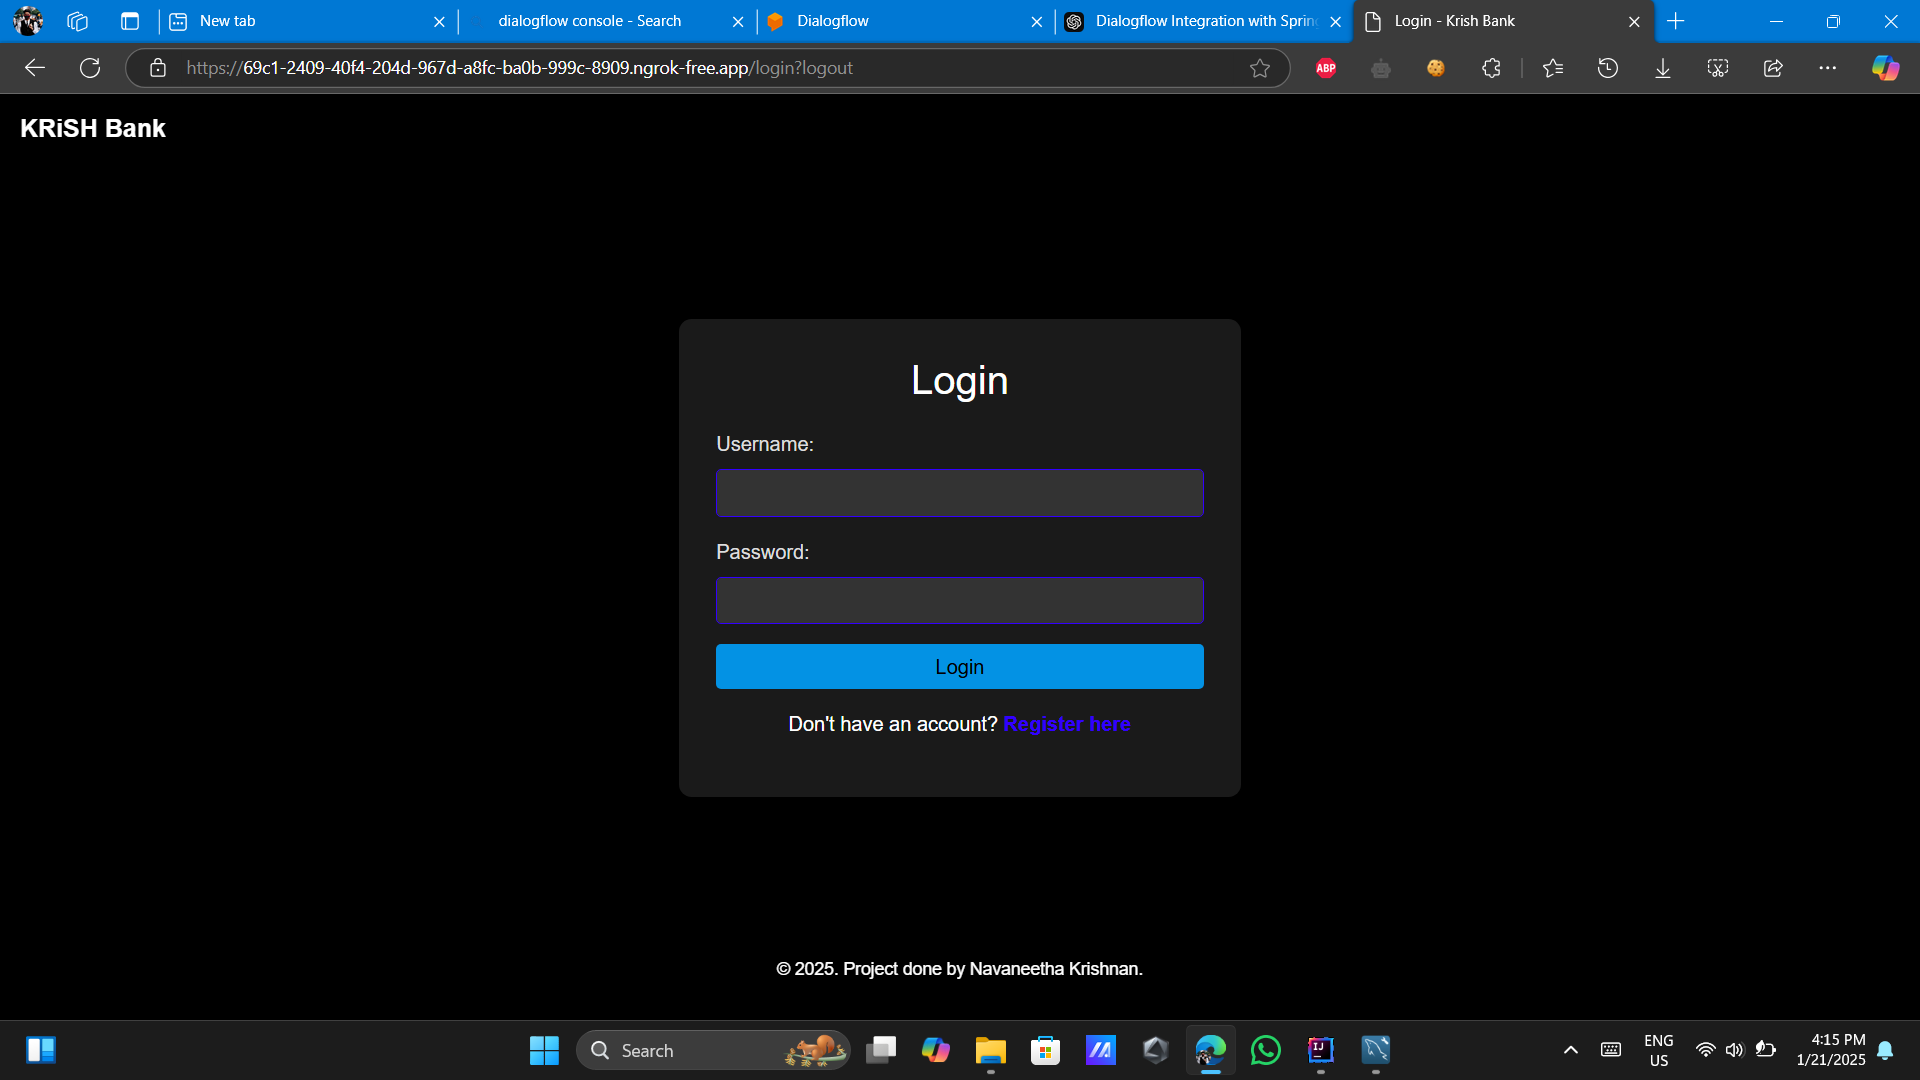 New tab
dialogflow console - Search
Dialogflow
Dialogflow Integration with Sprin
Login - Krish Bank
https://69c1-2409-40f4-204d-967d-a8fc-ba0b-999c-8909.ngrok-free.app/login?logout
ABP
KRiSH Bank
Login
Username:
Password:
Login
Don't have an account? Register here
© 2025. Project done by Navaneetha Krishnan.
Search
IJ
ENG
US
4:15 PM
1/21/2025